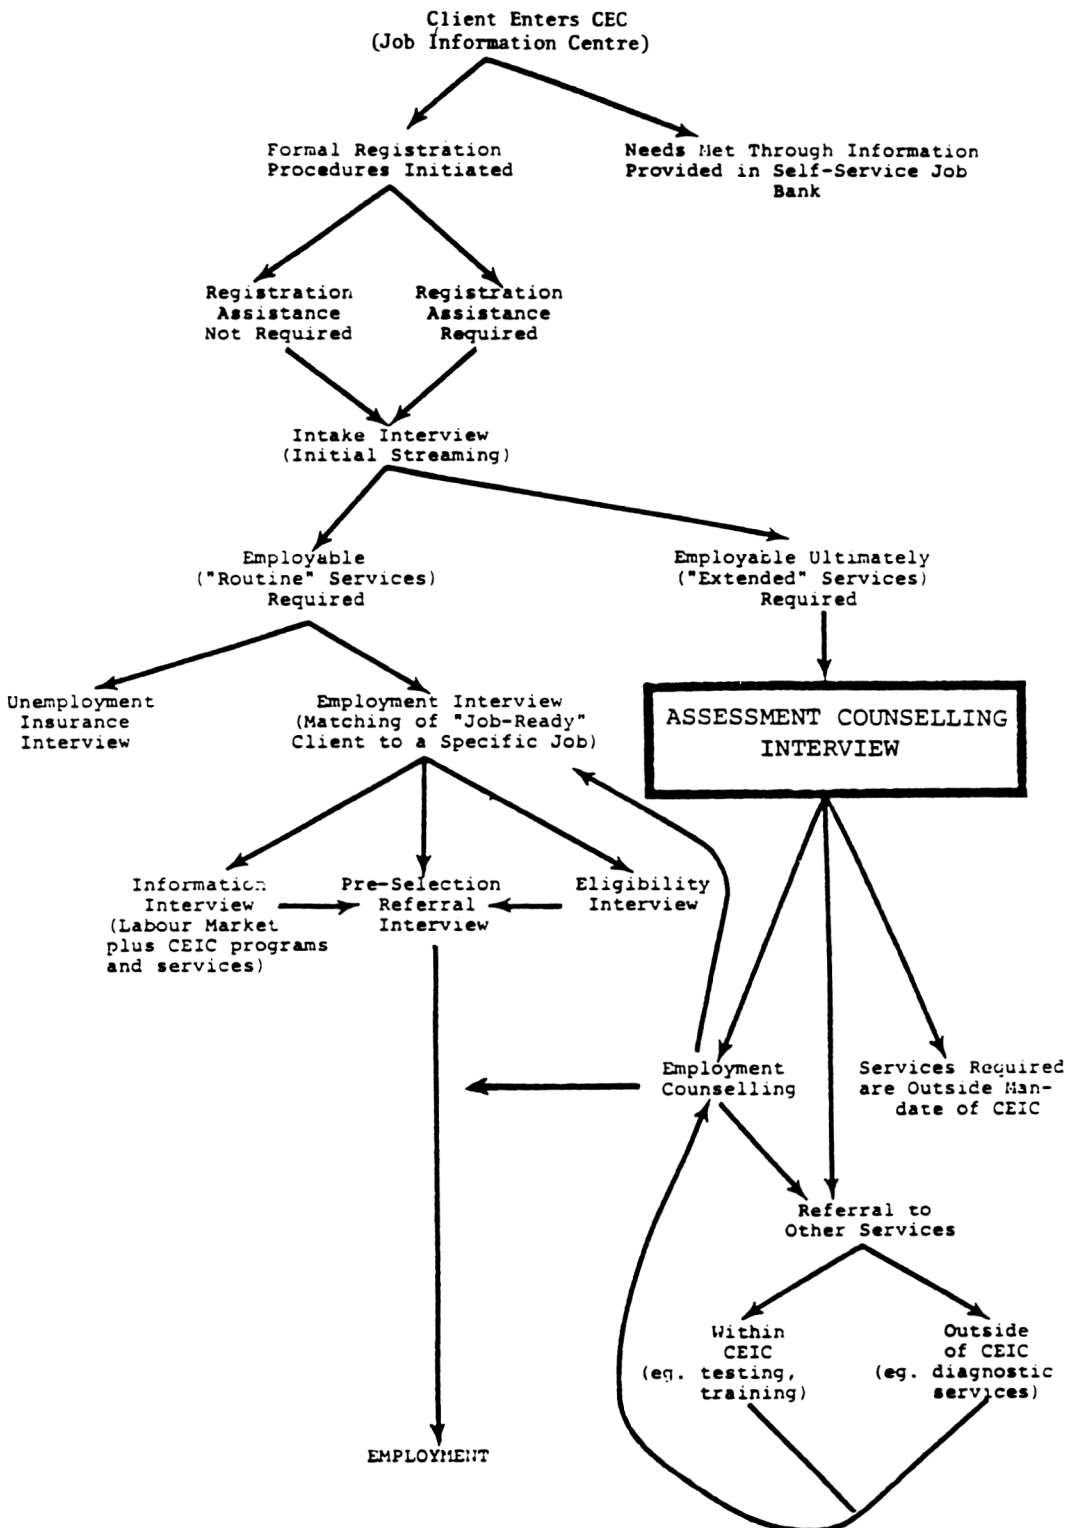 Client Enters CEC
(Job Information Centre)
Formal Registration
Procedures Initiated
Needs Met Through Information
Provided in Self-Service Job
Bank
Registration
Assistance
Not Required
Registration
Assistance
Required
Intake Interview
(Initial Streaming)
Employable
("Routine" Services)
Required
Employable Ultimately
("Extended" Services)
Required
Unemployment
Insurance
Interview
Employment Interview
(Matching of "Job-Ready"
Client to a Specific Job)
ASSESSMENT COUNSELLING
INTERVIEW
Information
Interview
(Labour Market
plus CEIC programs
and services)
Pre-Selection
Referral
Interview
Eligibility
Interview
Employment
Counselling
Services Required
are Outside Man-
date of CEIC
Referral to
Other Services
Within
CEIC
(eg. testing,
training)
Outside
of CEIC
(eg. diagnostic
services)
EMPLOYMENT